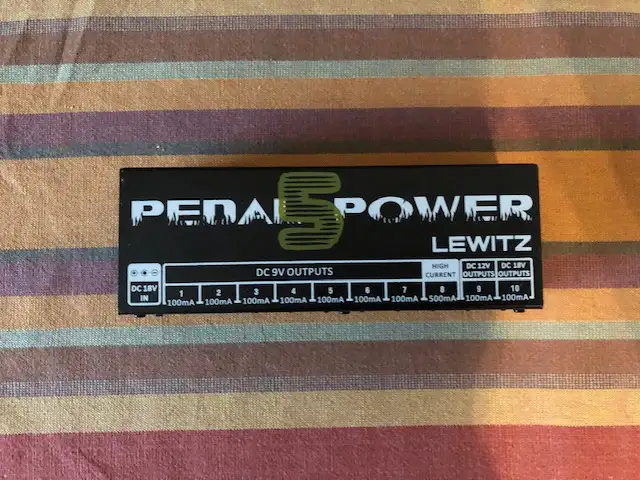 PEDAL 5 POWER
LEWITZ
DC 9V OUTPUTS
HIGH CURRENT
DC 12V OUTPUTS
DC 18V OUTPUTS
DC 18V IN
1 2 3 4 5 6 7 8 9 10
100mA 100mA 100mA 100mA 100mA 100mA 100mA 500mA 100mA 100mA